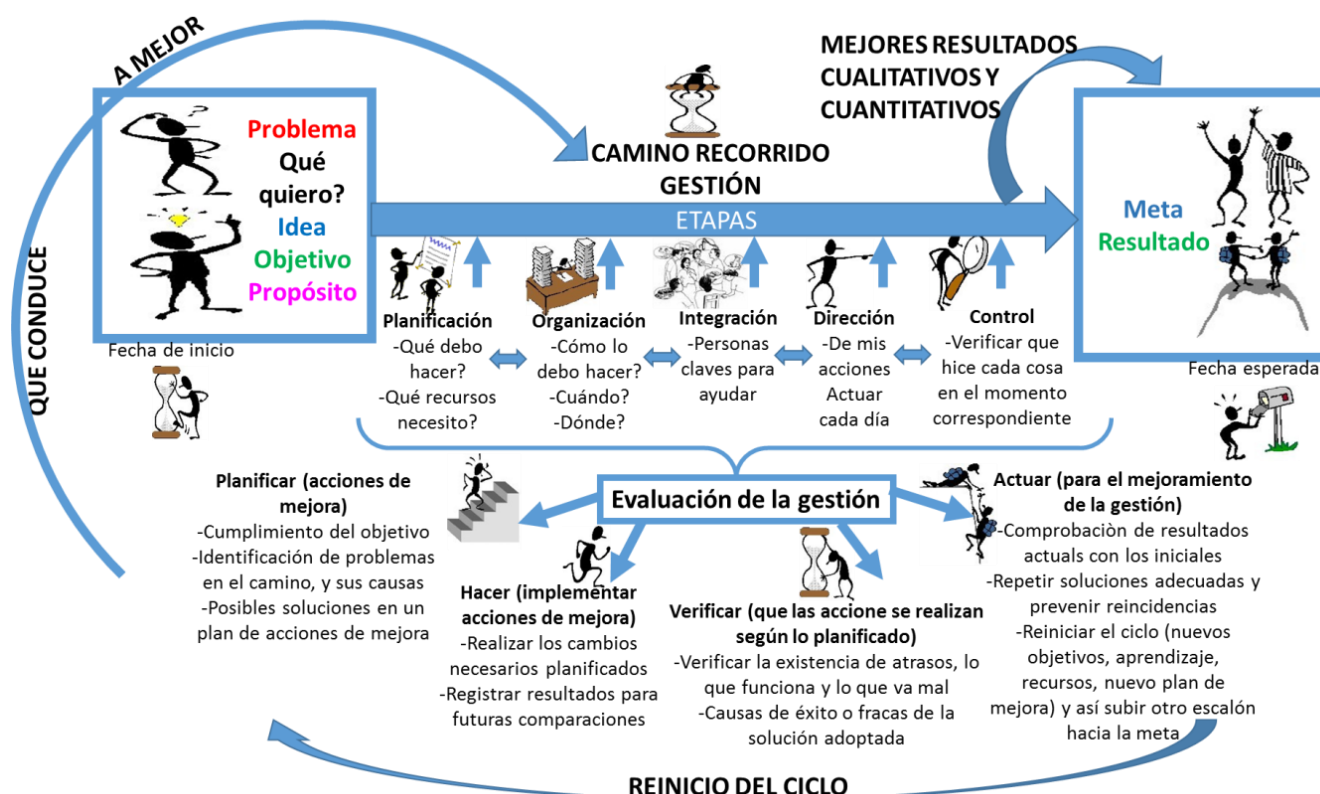 A MEJOR
QUE CONDUCE
Problema
Qué
quiero?
Idea
Objetivo
Propósito
Fecha de inicio
CAMINO RECORRIDO
GESTIÓN
ETAPAS
MEJORES RESULTADOS
CUALITATIVOS Y
CUANTITATIVOS
Meta
Resultado
Fecha esperada
Planificación
-Qué debo
hacer?
-Qué recursos
necesito?
Organización
-Cómo lo
debo hacer?
-Cuándo?
-Dónde?
Integración
-Personas
claves para
ayudar
Dirección
-De mis
acciones
Actuar
cada día
Control
-Verificar que
hice cada cosa
en el momento
correspondiente
Evaluación de la gestión
Planificar (acciones de
mejora)
-Cumplimiento del objetivo
-Identificación de problemas
en el camino, y sus causas
-Posibles soluciones en un
plan de acciones de mejora
Hacer (implementar
acciones de mejora)
-Realizar los cambios
necesarios planificados
-Registrar resultados para
futuras comparaciones
Verificar (que las accione se realizan
según lo planificado)
-Verificar la existencia de atrasos, lo
que funciona y lo que va mal
-Causas de éxito o fracas de la
solución adoptada
Actuar (para el mejoramiento
de la gestión)
-Comprobaciòn de resultados
actuals con los iniciales
-Repetir soluciones adecuadas y
prevenir reincidencias
-Reiniciar el ciclo (nuevos
objetivos, aprendizaje,
recursos, nuevo plan de
mejora) y así subir otro escalón
hacia la meta
REINICIO DEL CICLO